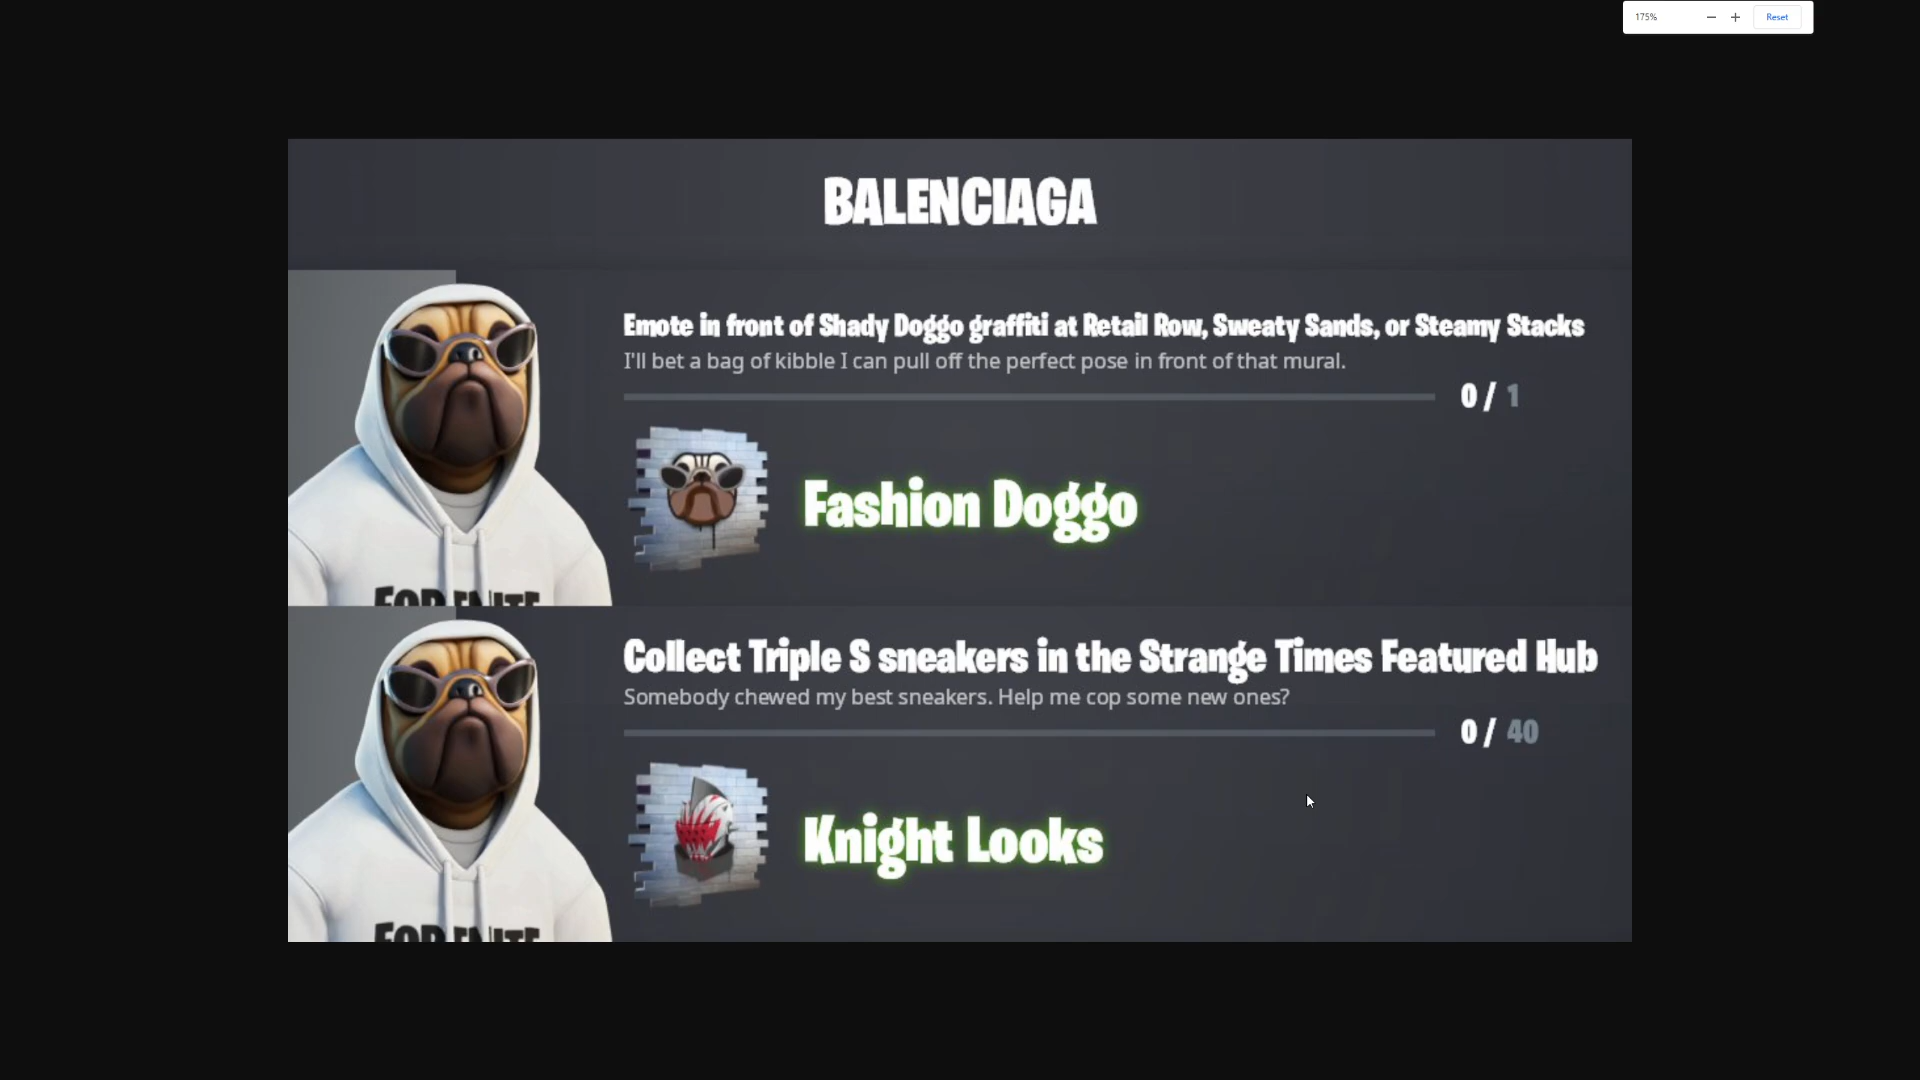 175%
Reset
BALENCIAGA
Emote in front of Shady Doggo graffiti at Retail Row, Sweaty Sands, or Steamy Stacks
I'll bet a bag of kibble I can pull off the perfect pose in front of that mural.
0 / 1
Fashion Doggo
FORTNITE
Collect Triple S sneakers in the Strange Times Featured Hub
Somebody chewed my best sneakers. Help me cop some new ones?
0 / 40
Knight Looks
FORTNITE